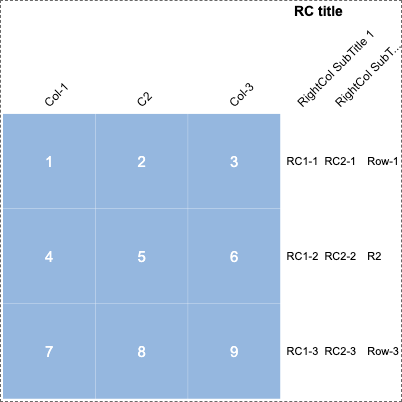 RC title
Col-1 C2 Col-3 RightCol SubTitle 1 RightCol SubT...
1 2 3 RC1-1 RC2-1 Row-1
4 5 6 RC1-2 RC2-2 R2
7 8 9 RC1-3 RC2-3 Row-3